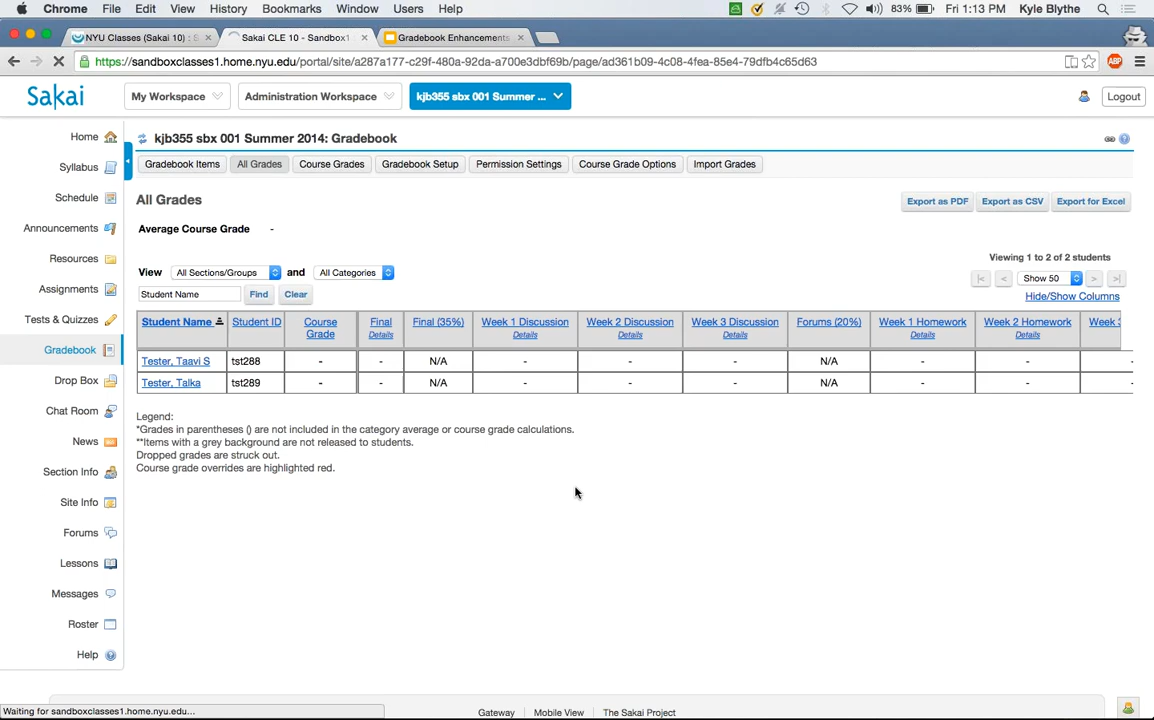 Chrome File Edit View History Bookmarks Window Users Help 83% Fri 1:13 PM Kyle Blythe
NYU Classes (Sakai 10) : S × Sakai CLE 10 - Sandbox1 × Gradebook Enhancements ×
https://sandboxclasses1.home.nyu.edu/portal/site/a287a177-c29f-480a-92da-a700e3dbf69b/page/ad361b09-4c08-4fea-85e4-79dfb4c65d63 ABP
Sakai My Workspace Administration Workspace kjb355 sbx 001 Summer ... Logout
Home
Syllabus
Schedule
Announcements
Resources
Assignments
Tests & Quizzes
Gradebook
Drop Box
Chat Room
News
Section Info
Site Info
Forums
Lessons
Messages
Roster
Help
kjb355 sbx 001 Summer 2014: Gradebook
Gradebook Items All Grades Course Grades Gradebook Setup Permission Settings Course Grade Options Import Grades
All Grades
Export as PDF Export as CSV Export for Excel
Average Course Grade -
Viewing 1 to 2 of 2 students
View All Sections/Groups and All Categories
|< < Show 50 > >|
Student Name Find Clear
Hide/Show Columns
Student Name Student ID Course Grade Final Details Final (35%) Week 1 Discussion Details Week 2 Discussion Details Week 3 Discussion Details Forums (20%) Week 1 Homework Details Week 2 Homework Details Week 3
Tester, Taavi S tst288 - - N/A - - - N/A - - -
Tester, Talka tst289 - - N/A - - - N/A - - -
Legend:
*Grades in parentheses () are not included in the category average or course grade calculations.
**Items with a grey background are not released to students.
Dropped grades are struck out.
Course grade overrides are highlighted red.
Waiting for sandboxclasses1.home.nyu.edu...
Gateway Mobile View The Sakai Project